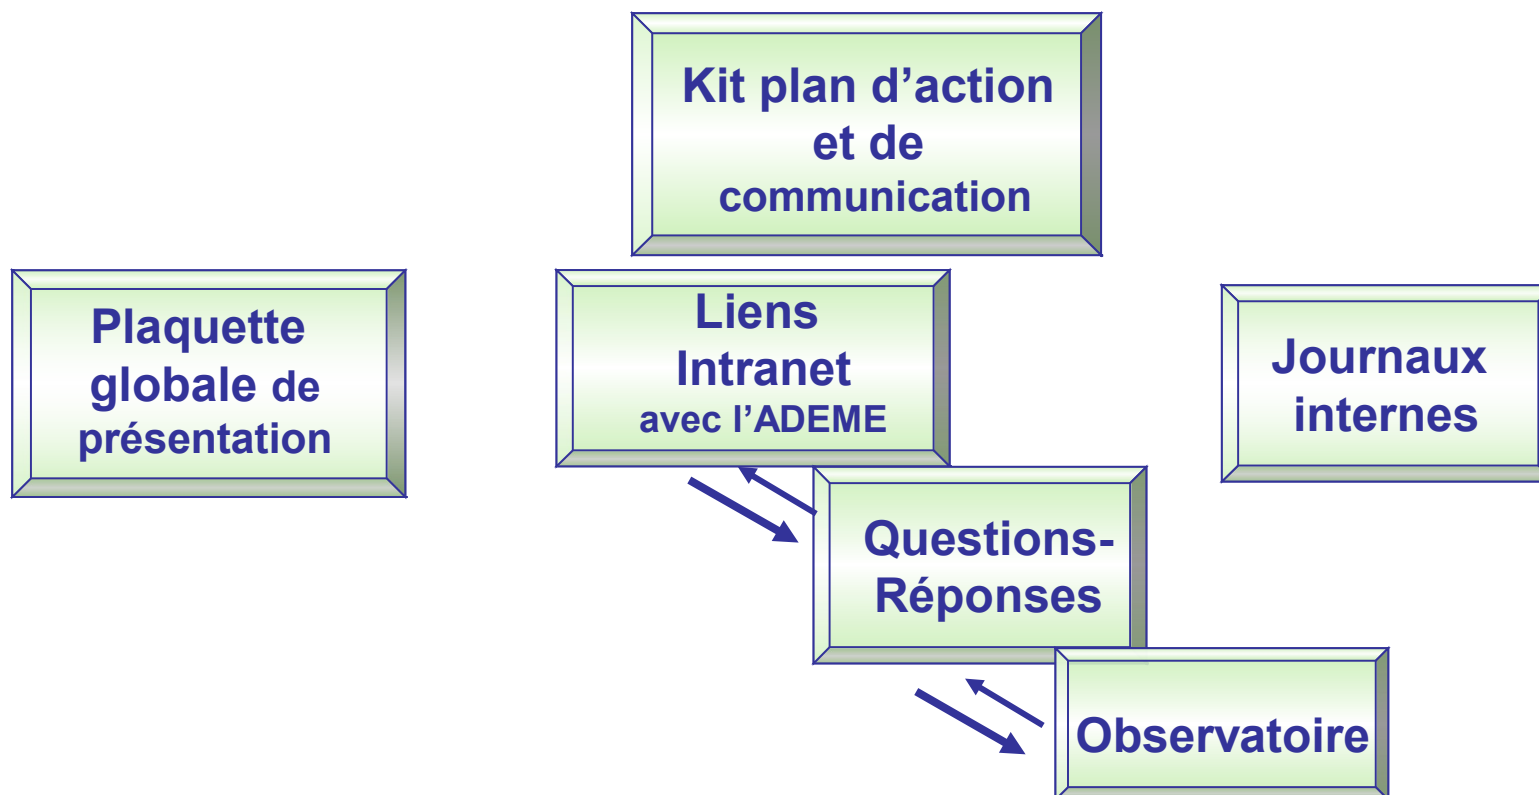 Kit plan d’action
et de
communication
Plaquette
globale de
présentation
Liens
Intranet
avec l’ADEME
Journaux
internes
Questions-
Réponses
Observatoire